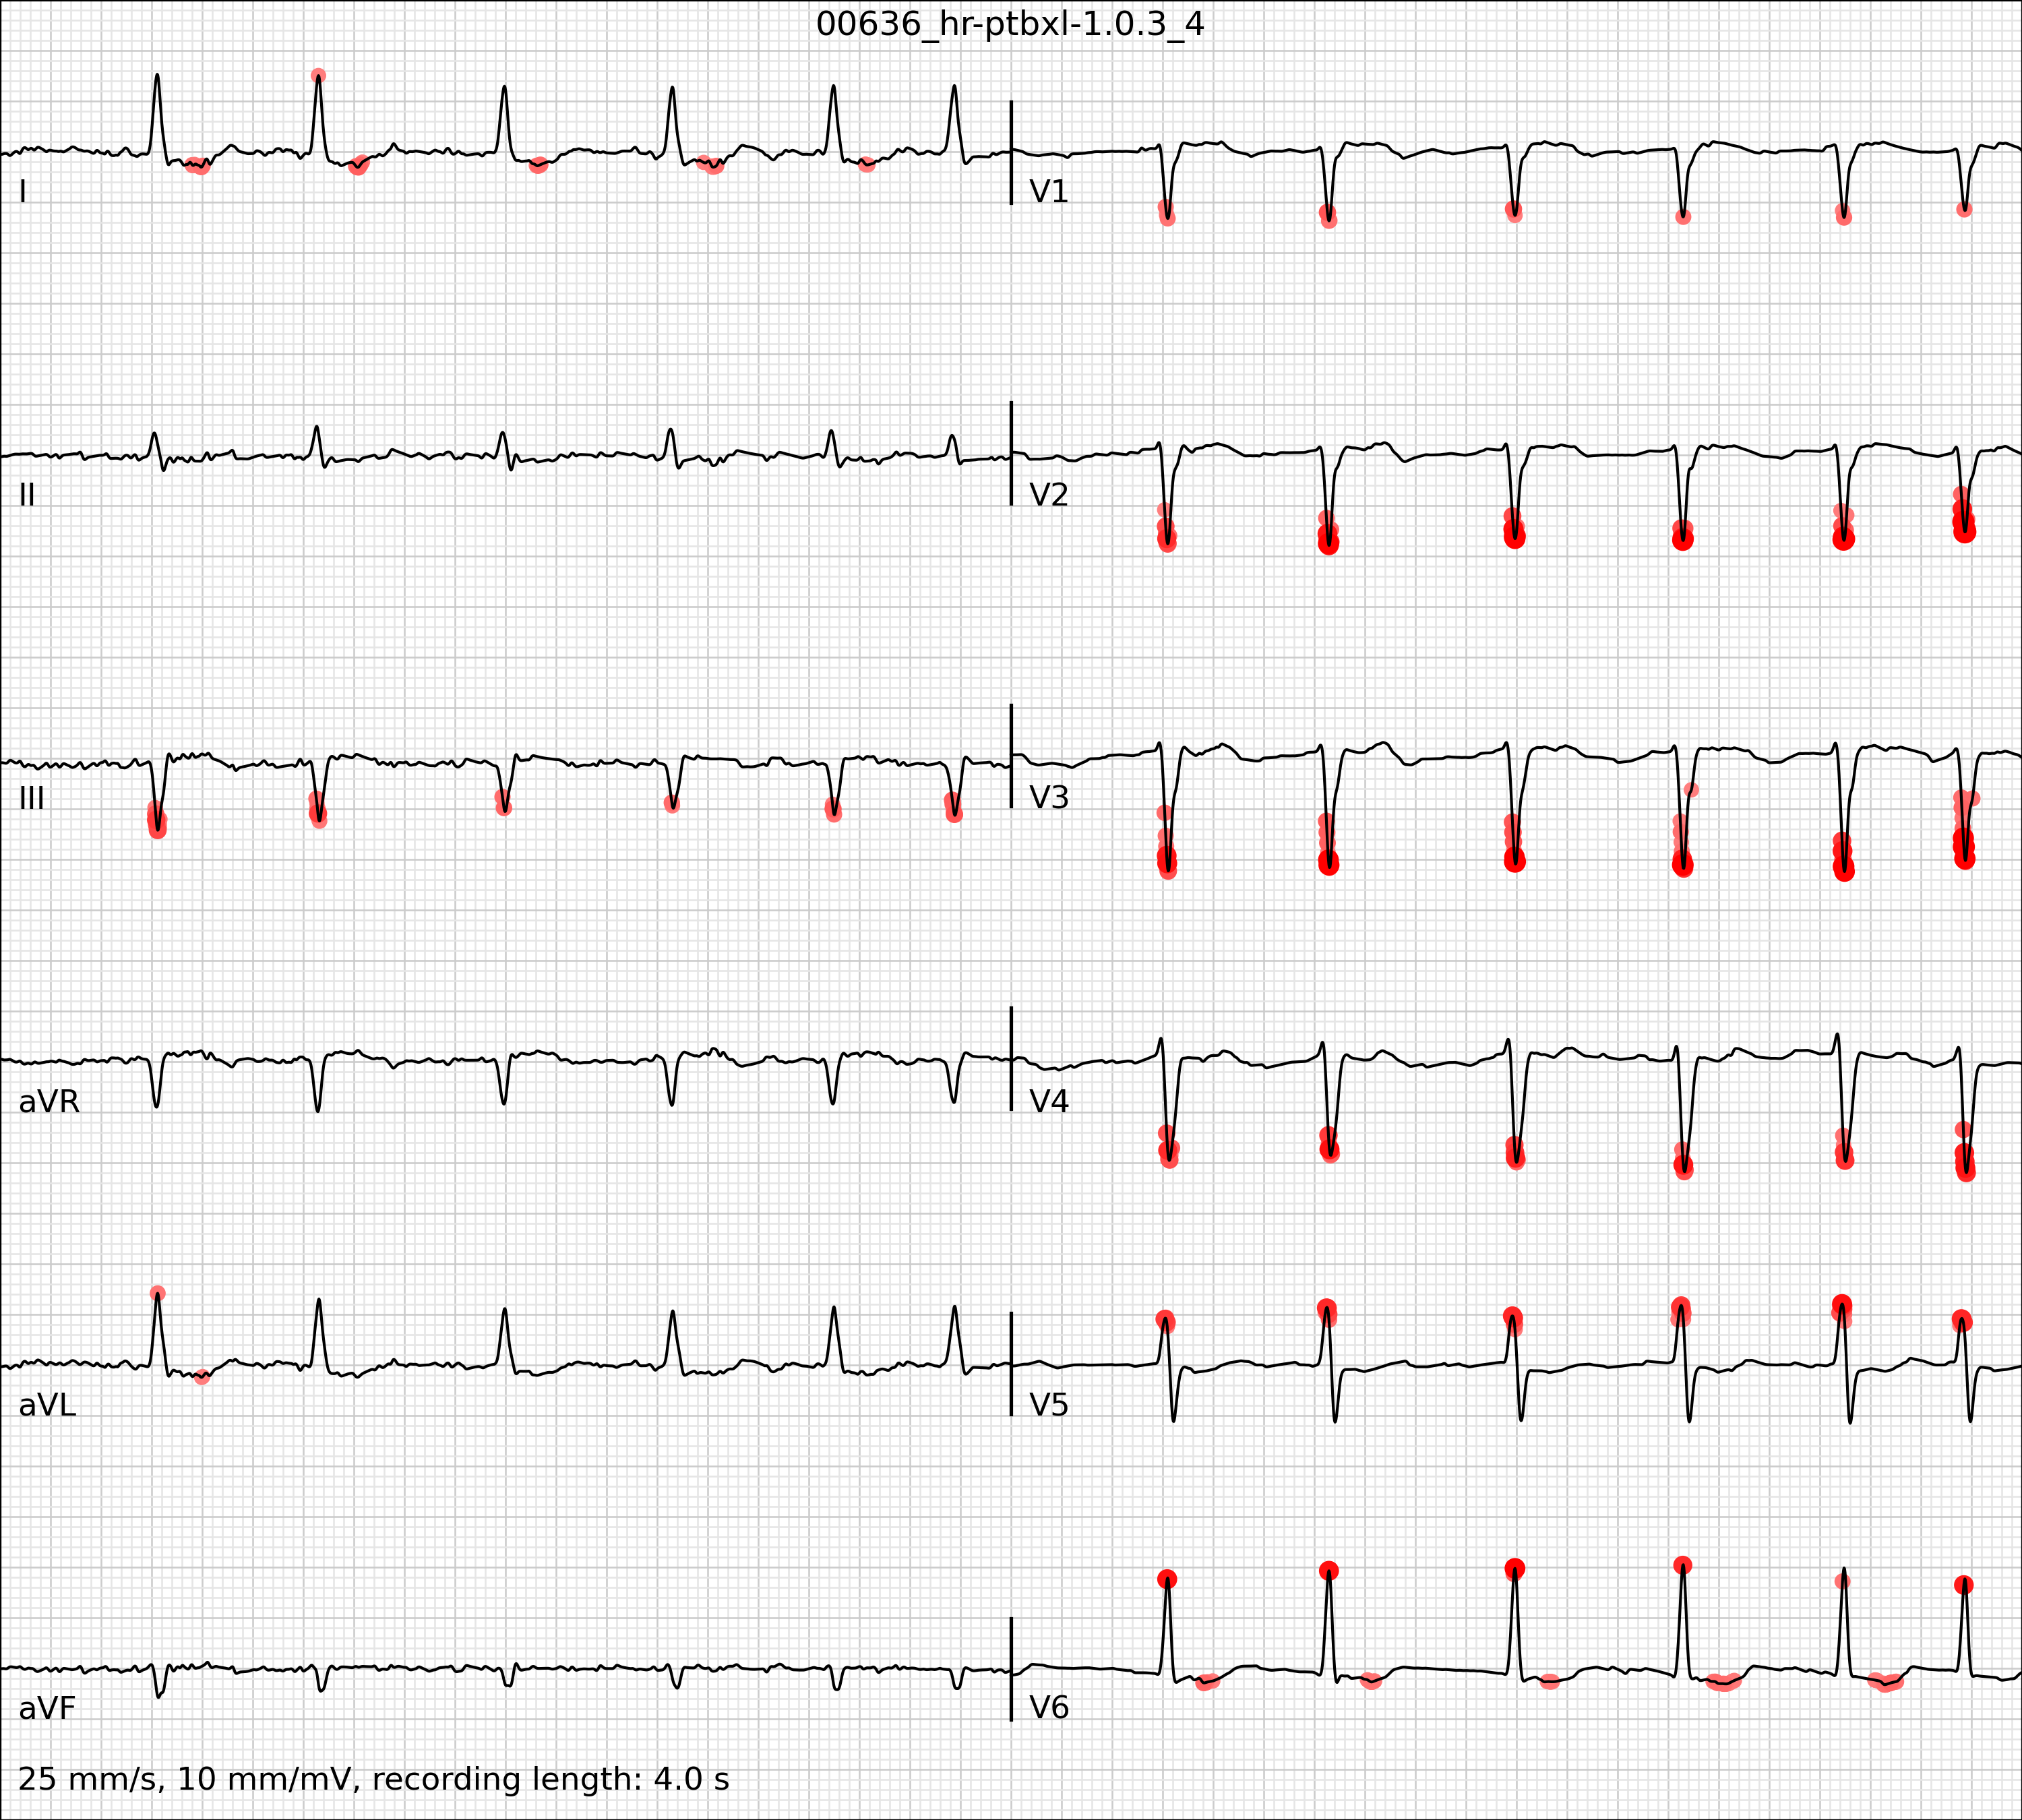 00636_hr-ptbxl-1.0.3_4
I
V1
II
V2
III
V3
aVR
V4
aVL
V5
aVF
V6
25 mm/s, 10 mm/mV, recording length: 4.0 s